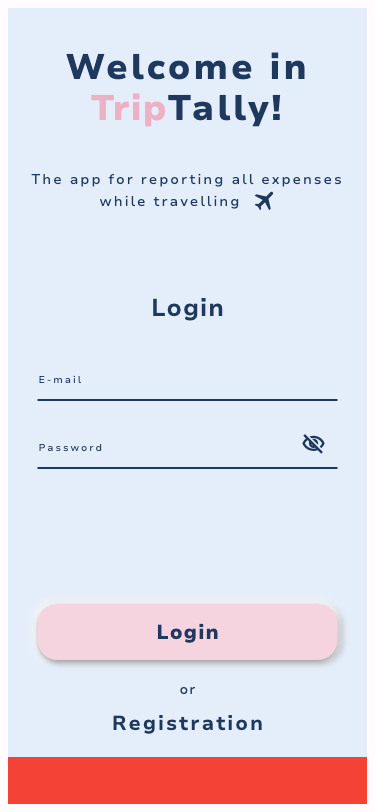 Welcome in
TripTally!
The app for reporting all expenses
while travelling
Login
E-mail
Password
Login
or
Registration